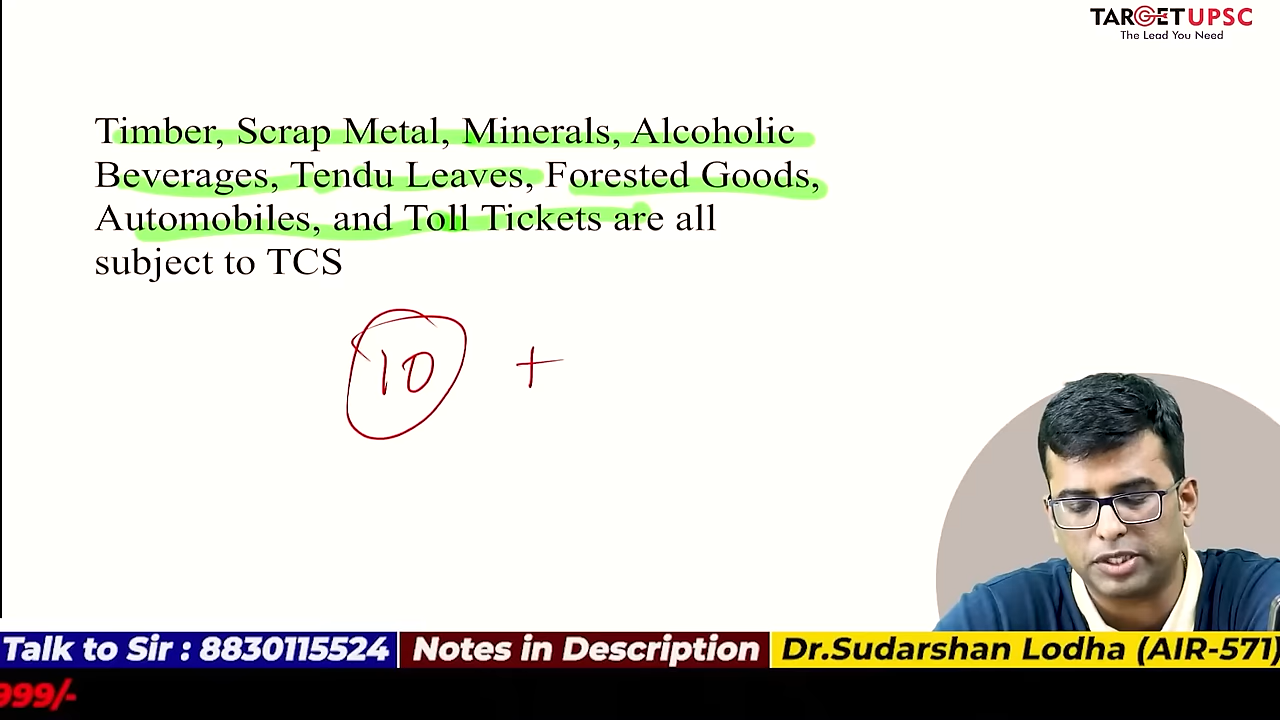 TARGETUPSC
The Lead You Need
Timber, Scrap Metal, Minerals, Alcoholic
Beverages, Tendu Leaves, Forested Goods,
Automobiles, and Toll Tickets are all
subject to TCS
10 +
Talk to Sir : 8830115524 Notes in Description Dr.Sudarshan Lodha (AIR-571)
999/-